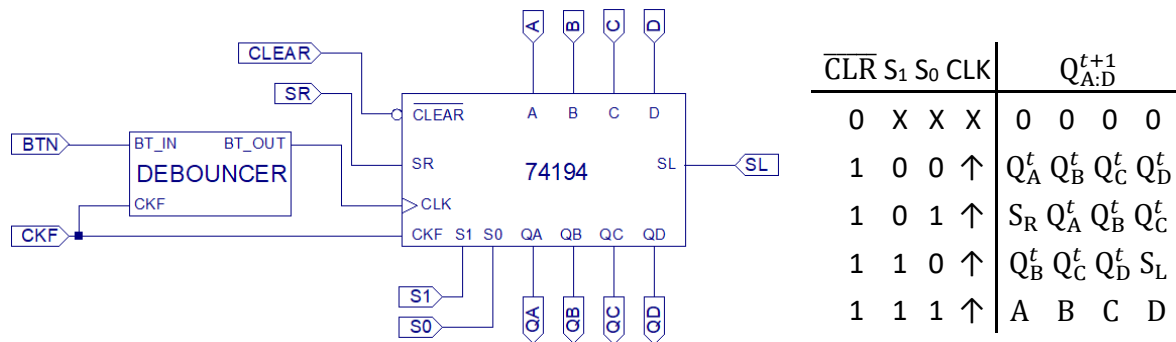 A B C D
CLEAR
SR
CLEAR A B C D
BTN
BT_IN BT_OUT
SR
74194
SL
SL
DEBOUNCER
CKF
CLK
CKF
CKF S1 S0 QA QB QC QD
S1
S0
QA QB QC QD
C̅L̅R̅ S₁ S₀ CLK Q^{t+1}_{A:D}
0 X X X 0 0 0 0
1 0 0 ↑ Q^t_A Q^t_B Q^t_C Q^t_D
1 0 1 ↑ S_R Q^t_A Q^t_B Q^t_C
1 1 0 ↑ Q^t_B Q^t_C Q^t_D S_L
1 1 1 ↑ A B C D